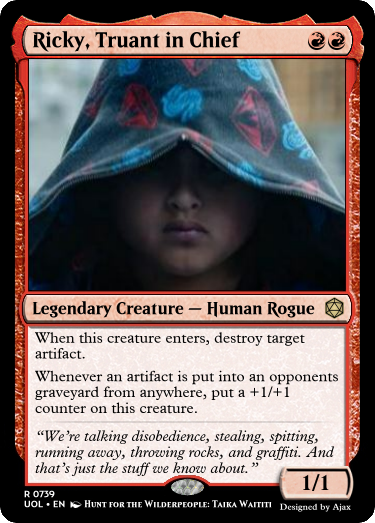 Ricky, Truant in Chief
Legendary Creature — Human Rogue
When this creature enters, destroy target
artifact.
Whenever an artifact is put into an opponents
graveyard from anywhere, put a +1/+1
counter on this creature.
“We’re talking disobedience, stealing, spitting,
running away, throwing rocks, and graffiti. And
that’s just the stuff we know about.”
1/1
R 0739
UOL • EN Hunt for the Wilderpeople: Taika Waititi
Designed by Ajax